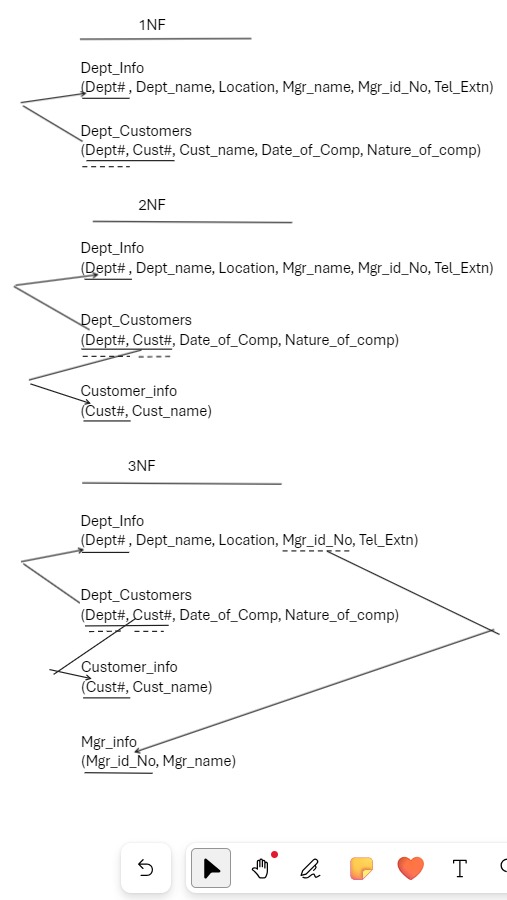 1NF
Dept_Info
(Dept# , Dept_name, Location, Mgr_name, Mgr_id_No, Tel_Extn)
Dept_Customers
(Dept#, Cust#, Cust_name, Date_of_Comp, Nature_of_comp)
2NF
Dept_Info
(Dept# , Dept_name, Location, Mgr_name, Mgr_id_No, Tel_Extn)
Dept_Customers
(Dept#, Cust#, Date_of_Comp, Nature_of_comp)
Customer_info
(Cust#, Cust_name)
3NF
Dept_Info
(Dept# , Dept_name, Location, Mgr_id_No, Tel_Extn)
Dept_Customers
(Dept#, Cust#, Date_of_Comp, Nature_of_comp)
Customer_info
(Cust#, Cust_name)
Mgr_info
(Mgr_id_No, Mgr_name)
T